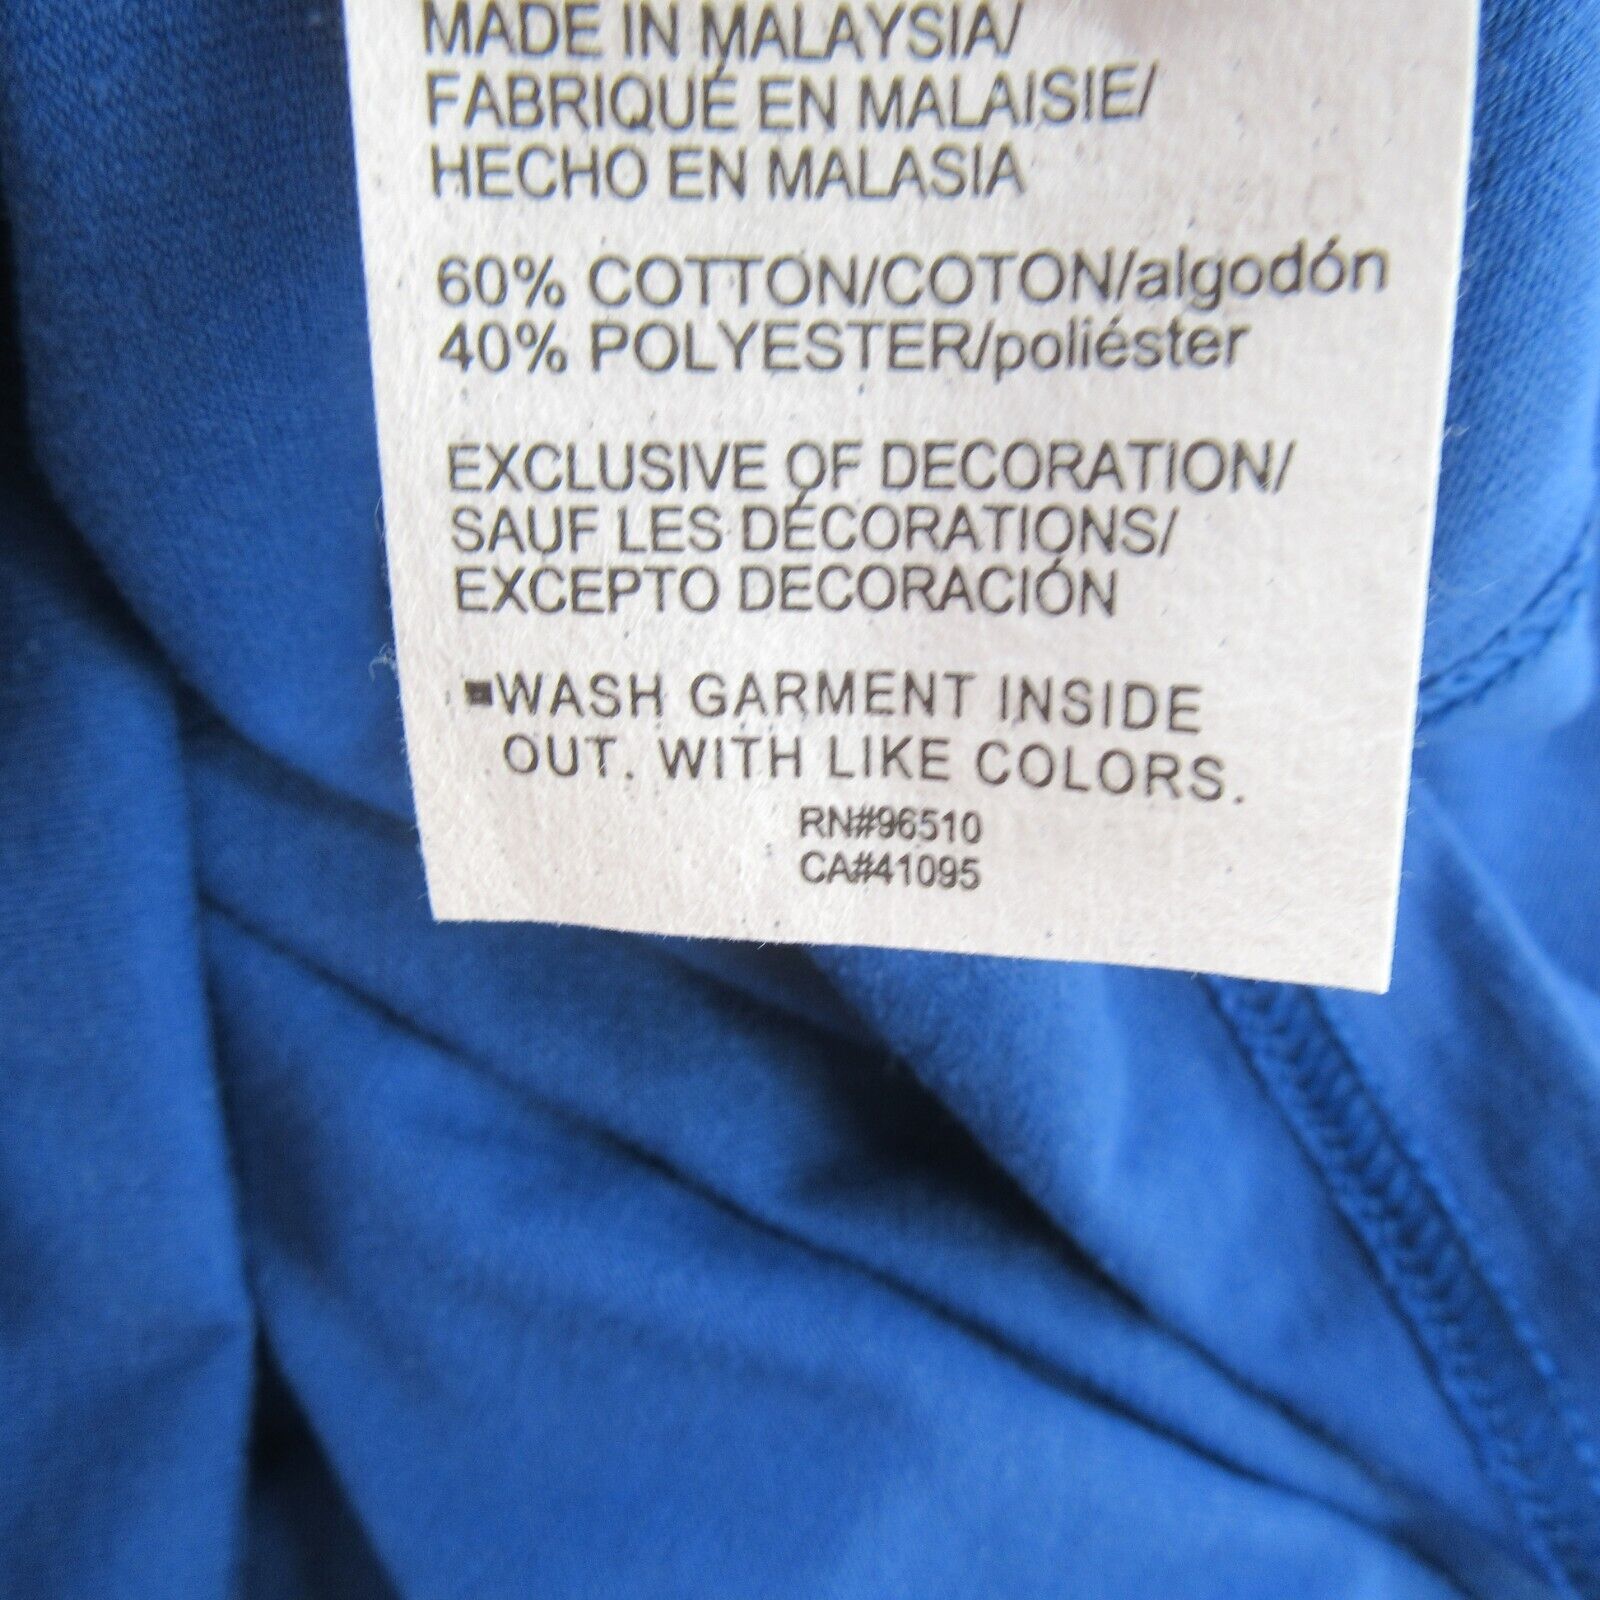 MADE IN MALAYSIA/
FABRIQUÉ EN MALAISIE/
HECHO EN MALASIA
60% COTTON/COTON/algodón
40% POLYESTER/poliéster
EXCLUSIVE OF DECORATION/
SAUF LES DÉCORATIONS/
EXCEPTO DECORACIÓN
▪WASH GARMENT INSIDE
OUT. WITH LIKE COLORS.
RN#96510
CA#41095